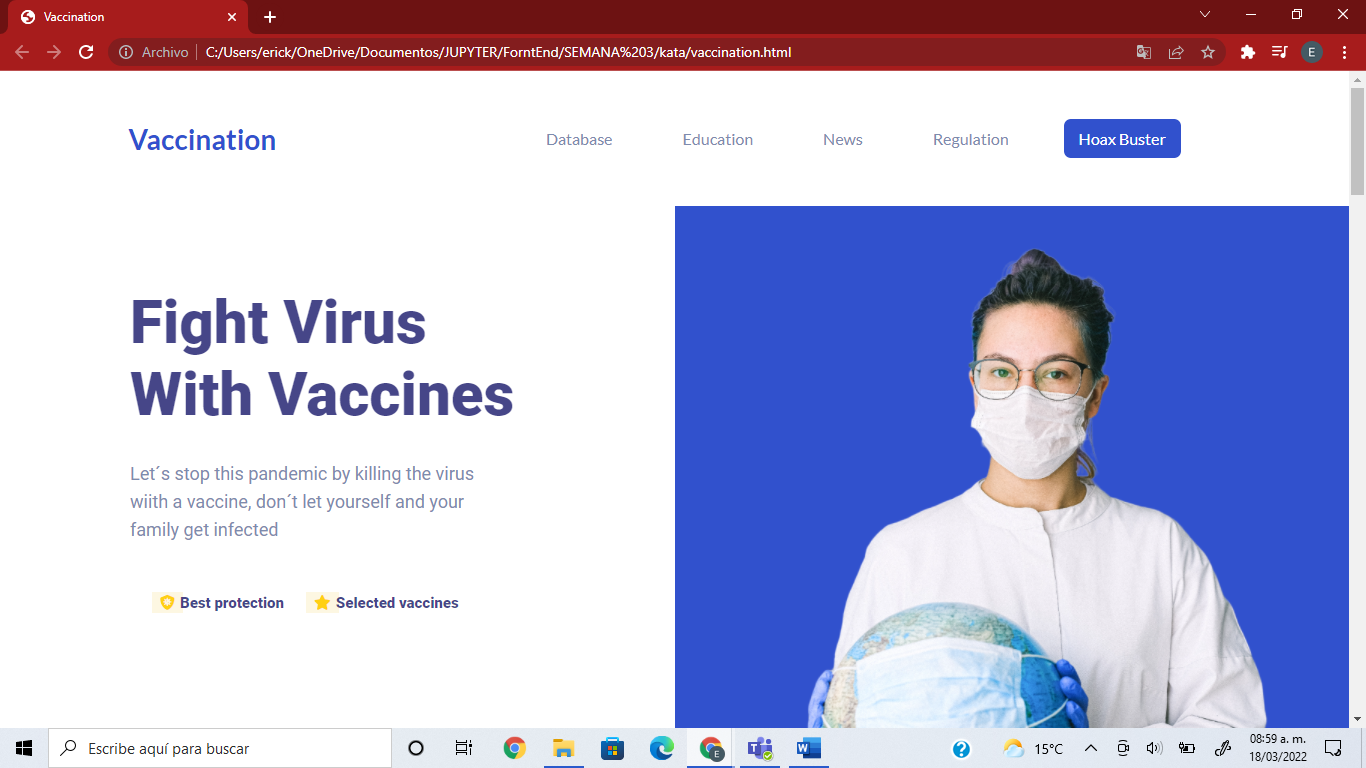 Vaccination
Archivo
C:/Users/erick/OneDrive/Documentos/JUPYTER/ForntEnd/SEMANA%203/kata/vaccination.html
E
Vaccination
Database
Education
News
Regulation
Hoax Buster
Fight Virus
With Vaccines
Let´s stop this pandemic by killing the virus
wiith a vaccine, don´t let yourself and your
family get infected
Best protection
Selected vaccines
Escribe aquí para buscar
E
T
W
?
15°C
08:59 a. m.
18/03/2022